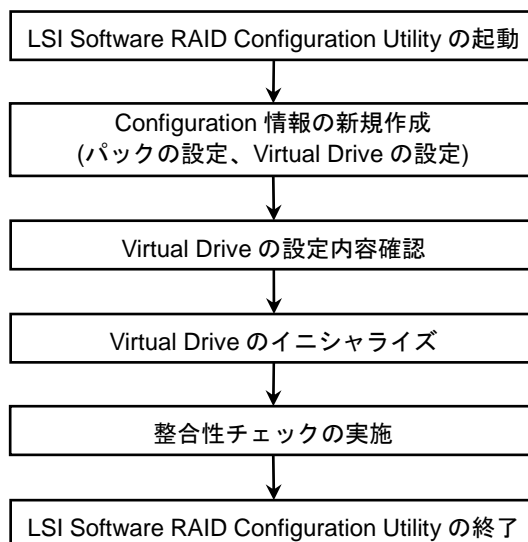 LSI Software RAID Configuration Utility の起動
Configuration 情報の新規作成
(パックの設定、Virtual Drive の設定)
Virtual Drive の設定内容確認
Virtual Drive のイニシャライズ
整合性チェックの実施
LSI Software RAID Configuration Utility の終了